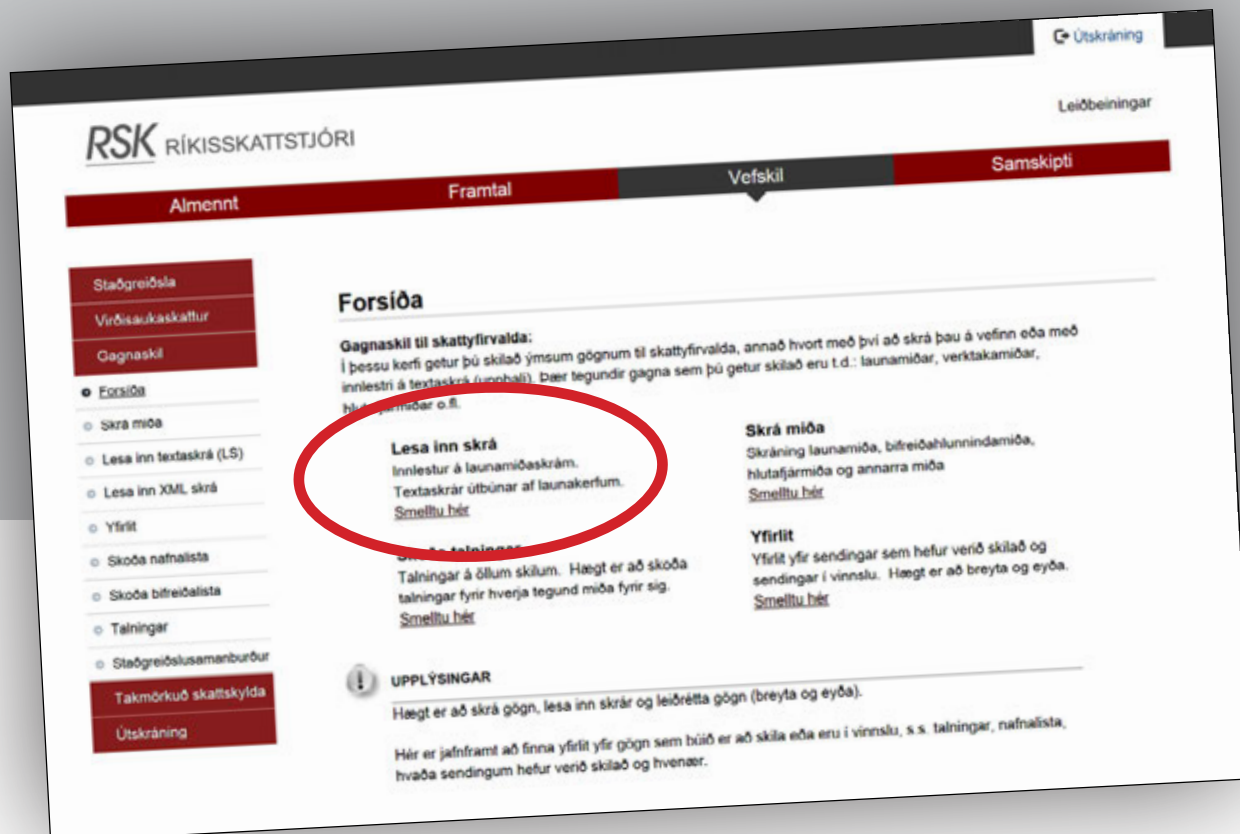 Útskráning
Leiðbeiningar
RSK RÍKISSKATTSTJÓRI
Almennt
Framtal
Vefskil
Samskipti
Staðgreiðsla
Virðisaukaskattur
Gagnaskil
Forsíða
Skrá miða
Lesa inn textaskrá (LS)
Lesa inn XML skrá
Yfirlit
Skoða nafnalista
Skoða bifreiðalista
Talningar
Staðgreiðslusamanburður
Takmörkuð skattskylda
Útskráning
Forsíða
Gagnaskil til skattyfirvalda:
Í þessu kerfi getur þú skilað ýmsum gögnum til skattyfirvalda, annað hvort með því að skrá þau á vefinn eða með
innlestri á textaskrá (upphali). Þær tegundir gagna sem þú getur skilað eru t.d.: launamiðar, verktakamiðar,
hlutafjármiðar o.fl.
Lesa inn skrá
Innlestur á launamiðaskrám.
Textaskrár útbúnar af launakerfum.
Smelltu hér
Skrá miða
Skráning launamiða, bifreiðahlunnindamiða,
hlutafjármiða og annarra miða
Smelltu hér
Skoða talningar
Talningar á öllum skilum. Hægt er að skoða
talningar fyrir hverja tegund miða fyrir sig.
Smelltu hér
Yfirlit
Yfirlit yfir sendingar sem hefur verið skilað og
sendingar í vinnslu. Hægt er að breyta og eyða.
Smelltu hér
UPPLÝSINGAR
Hægt er að skrá gögn, lesa inn skrár og leiðrétta gögn (breyta og eyða).
Hér er jafnframt að finna yfirlit yfir gögn sem búið er að skila eða eru í vinnslu, s.s. talningar, nafnalista,
hvaða sendingum hefur verið skilað og hvenær.